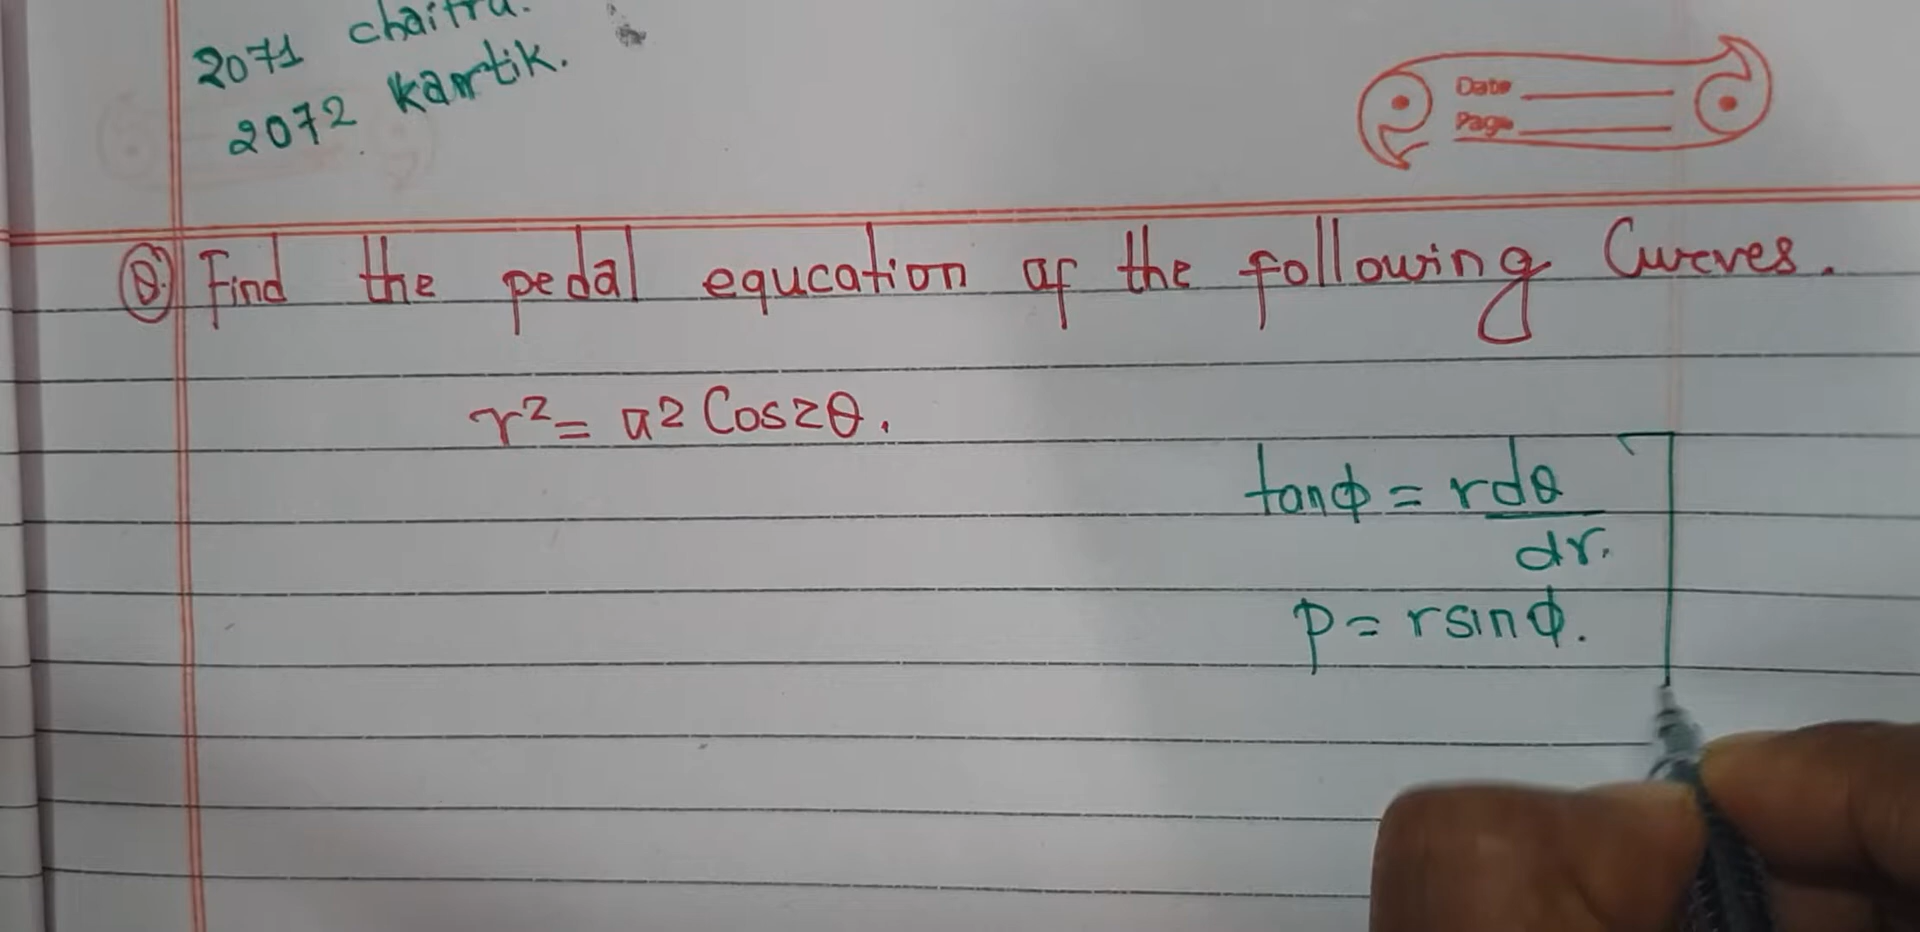 2071 chaitra.
2072 kartik.
Date
Page
Q. Find the pedal equcation of the following Curves.
r² = a² Cos2θ.
tanϕ = rdθ/dr.
p = rsinϕ.